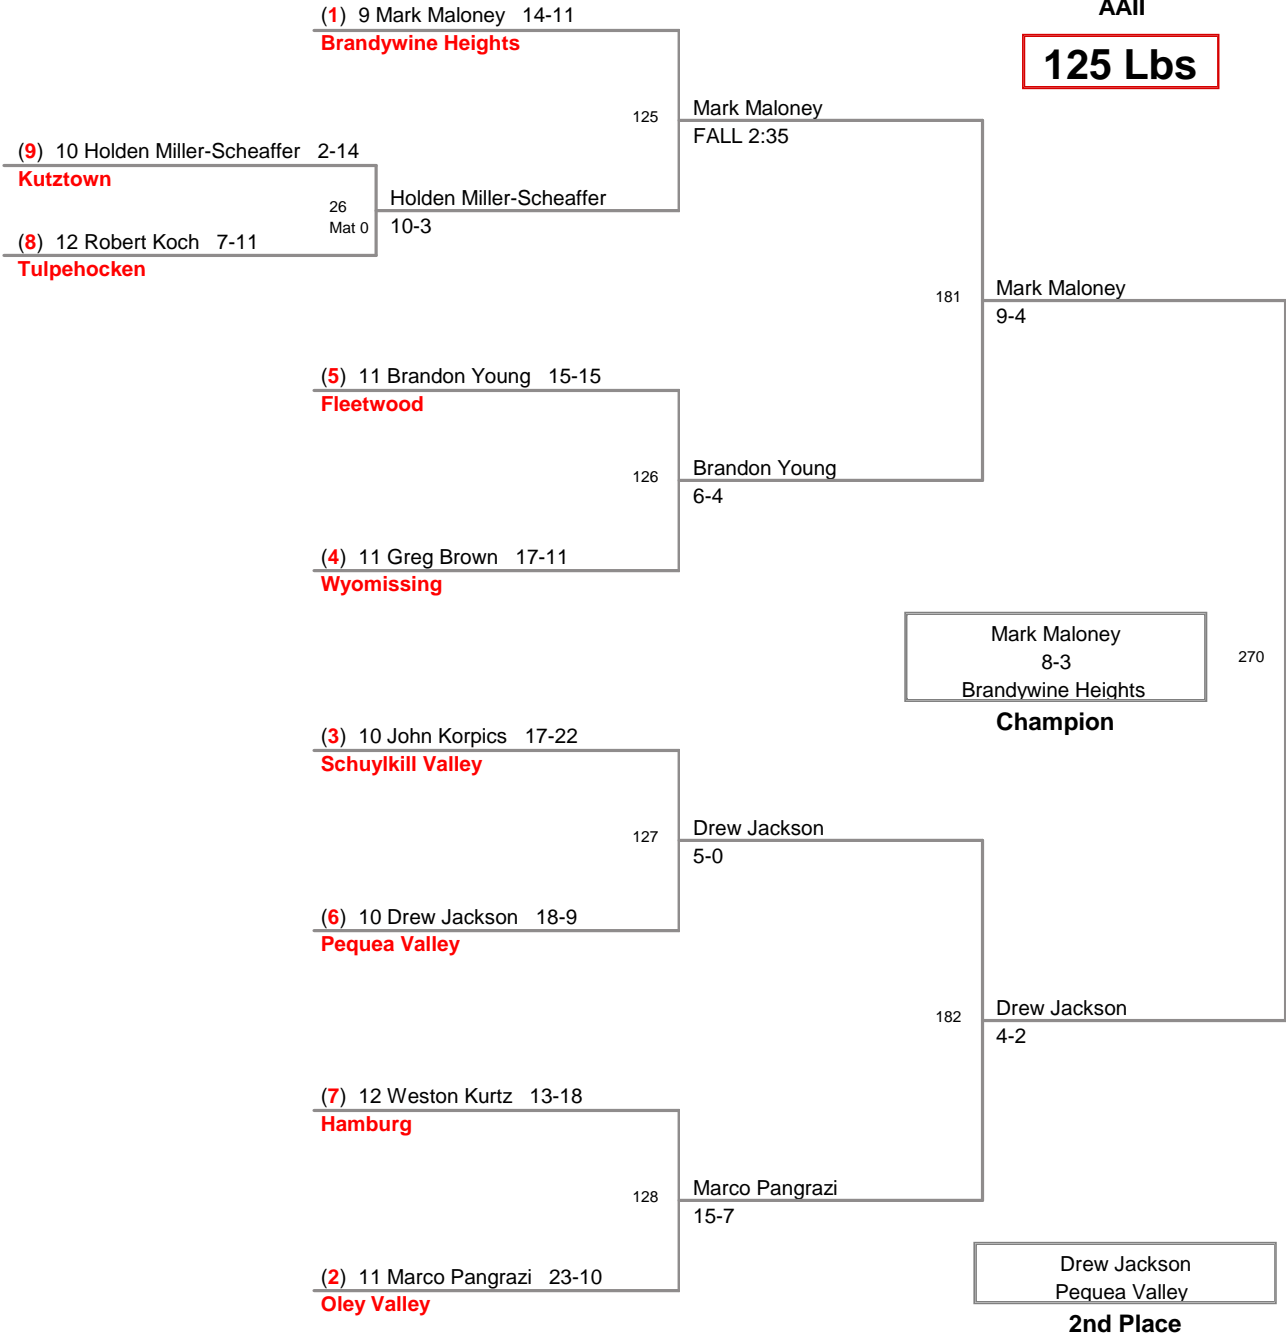 AAII
125 Lbs
(1) 9 Mark Maloney 14-11
Brandywine Heights
125
Mark Maloney
FALL 2:35
(9) 10 Holden Miller-Scheaffer 2-14
Kutztown
26
Mat 0
Holden Miller-Scheaffer
10-3
(8) 12 Robert Koch 7-11
Tulpehocken
181
Mark Maloney
9-4
(5) 11 Brandon Young 15-15
Fleetwood
126
Brandon Young
6-4
(4) 11 Greg Brown 17-11
Wyomissing
Mark Maloney
8-3
Brandywine Heights
Champion
270
(3) 10 John Korpics 17-22
Schuylkill Valley
127
Drew Jackson
5-0
(6) 10 Drew Jackson 18-9
Pequea Valley
182
Drew Jackson
4-2
(7) 12 Weston Kurtz 13-18
Hamburg
128
Marco Pangrazi
15-7
(2) 11 Marco Pangrazi 23-10
Oley Valley
Drew Jackson
Pequea Valley
2nd Place